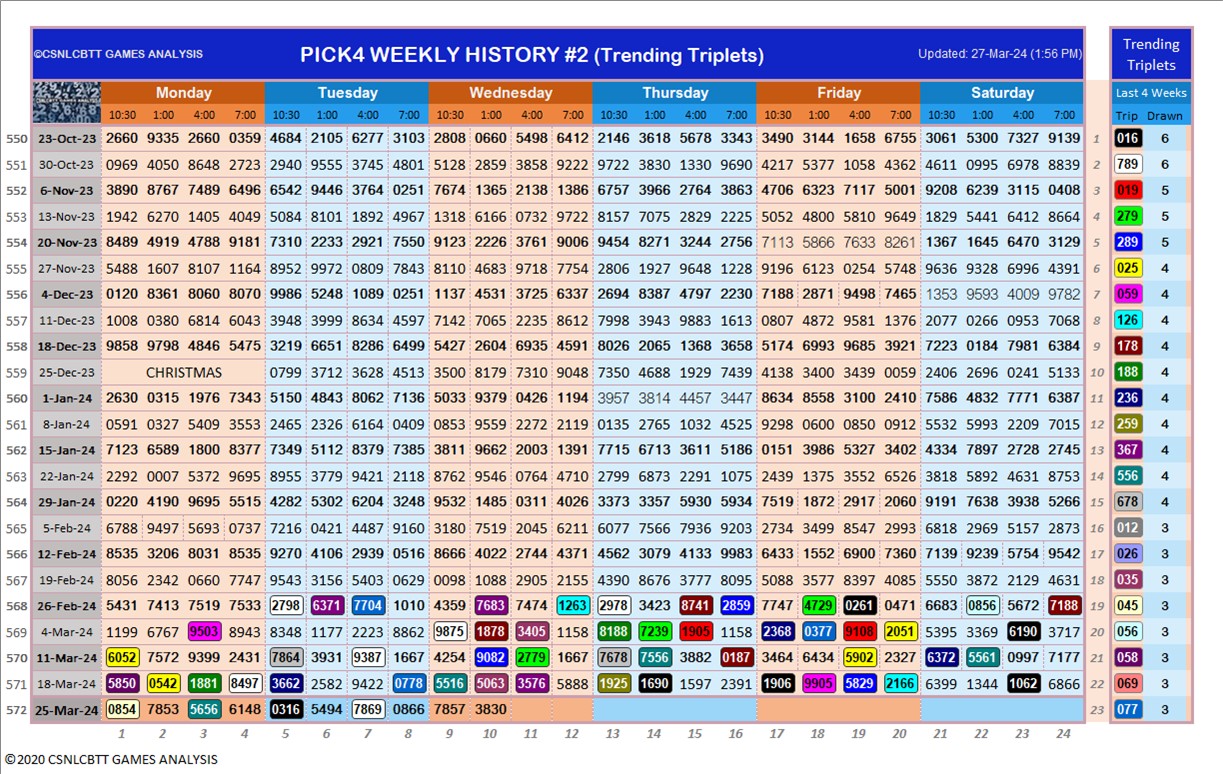 ©CSNLCBTT GAMES ANALYSIS PICK4 WEEKLY HISTORY #2 (Trending Triplets) Updated: 27-Mar-24 (1:56 PM) Trending Triplets
Monday Tuesday Wednesday Thursday Friday Saturday Last 4 Weeks
10:30 1:00 4:00 7:00 10:30 1:00 4:00 7:00 10:30 1:00 4:00 7:00 10:30 1:00 4:00 7:00 10:30 1:00 4:00 7:00 10:30 1:00 4:00 7:00 Trip Drawn
550 23-Oct-23 2660 9335 2660 0359 4684 2105 6277 3103 2808 0660 5498 6412 2146 3618 5678 3343 3490 3144 1658 6755 3061 5300 7327 9139 1 016 6
551 30-Oct-23 0969 4050 8648 2723 2940 9555 3745 4801 5128 2859 3858 9222 9722 3830 1330 9690 4217 5377 1058 4362 4611 0995 6978 8839 2 789 6
552 6-Nov-23 3890 8767 7489 6496 6542 9446 3764 0251 7674 1365 2138 1386 6757 3966 2764 3863 4706 6323 7117 5001 9208 6239 3115 0408 3 019 5
553 13-Nov-23 1942 6270 1405 4049 5084 8101 1892 4967 1318 6166 0732 9722 8157 7075 2829 2225 5052 4800 5810 9649 1829 5441 6412 8664 4 279 5
554 20-Nov-23 8489 4919 4788 9181 7310 2233 2921 7550 9123 2226 3761 9006 9454 8271 3244 2756 7113 5866 7633 8261 1367 1645 6470 3129 5 289 5
555 27-Nov-23 5488 1607 8107 1164 8952 9972 0809 7843 8110 4683 9718 7754 2806 1927 9648 1228 9196 6123 0254 5748 9636 9328 6996 4391 6 025 4
556 4-Dec-23 0120 8361 8060 8070 9986 5248 1089 0251 1137 4531 3725 6337 2694 8387 4797 2230 7188 2871 9498 7465 1353 9593 4009 9782 7 059 4
557 11-Dec-23 1008 0380 6814 6043 3948 3999 8634 4597 7142 7065 2235 8612 7998 3943 9883 1613 0807 4872 9581 1376 2077 0266 0953 7068 8 126 4
558 18-Dec-23 9858 9798 4846 5475 3219 6651 8286 6499 5427 2604 6935 4591 8026 2065 1368 3658 5174 6993 9685 3921 7223 0184 7981 6384 9 178 4
559 25-Dec-23 CHRISTMAS 0799 3712 3628 4513 9500 8179 7310 9048 7350 4688 1929 7439 4138 3400 3439 0059 2406 2696 0241 5133 10 188 4
560 1-Jan-24 2630 0315 1976 7343 5150 4843 8062 7136 5033 9379 0426 1194 3957 3814 4457 3447 8634 8558 3100 2410 7586 4832 7771 6387 11 236 4
561 8-Jan-24 0591 0327 5409 3553 2465 2326 6164 0409 0853 9559 2272 2119 0135 2765 1032 4525 9298 0600 0850 0912 5532 5993 2209 7015 12 259 4
562 15-Jan-24 7123 6589 1800 8377 7349 5112 8379 7383 3811 9662 2003 1391 7715 6713 3611 5186 0151 3986 5327 3402 4334 7897 2728 2745 13 367 4
563 22-Jan-24 2292 0007 5372 9695 8955 3779 9421 2118 9762 9546 0764 4710 2799 6873 2291 1075 2439 1375 3552 6526 3818 5892 4631 8753 14 556 4
564 29-Jan-24 0220 4190 9695 5515 4282 5302 6204 3248 9532 1485 0311 4026 3373 3357 5930 5934 7519 1872 2917 2060 9191 7638 3938 5266 15 678 4
565 5-Feb-24 6788 9497 5693 0737 7216 0421 4487 9160 3180 7519 2045 6211 6077 7566 7936 9203 2734 3499 8547 2993 6818 2969 5157 2873 16 012 3
566 12-Feb-24 8535 3206 8031 8535 9270 4106 2939 0516 8666 4022 2744 4371 4562 3079 4133 9983 6433 1552 6900 7360 7139 9239 5754 9542 17 026 3
567 19-Feb-24 8056 2342 0660 7747 9543 3156 5403 0629 0098 1088 2905 2155 4390 8676 3777 8095 5088 3577 8397 4085 5550 3872 2129 4631 18 035 3
568 26-Feb-24 5431 7413 7519 7533 2798 6371 7704 1010 4359 7683 7474 1263 2978 3423 8741 2859 7747 4729 0261 0471 6683 0856 5672 7188 19 045 3
569 4-Mar-24 1199 6767 9503 8943 8348 1177 2223 8862 9875 1878 3405 1158 8188 7239 1905 1158 2368 0377 9108 2051 5395 3369 6190 3717 20 056 3
570 11-Mar-24 6052 7572 9399 2431 7864 3931 9387 1667 4254 9082 2779 1667 7678 7556 3882 0187 3464 6434 5902 2327 6372 5561 0997 7177 21 058 3
571 18-Mar-24 5850 0542 1881 8497 3662 2582 9422 0778 5516 5063 3576 5888 1925 1690 1597 2391 1906 9905 5829 2166 6399 1344 1062 6866 22 069 3
572 25-Mar-24 0854 7853 5656 6148 0316 5494 7869 0866 7857 3830 23 077 3
1 2 3 4 5 6 7 8 9 10 11 12 13 14 15 16 17 18 19 20 21 22 23 24
©2020 CSNLCBTT GAMES ANALYSIS